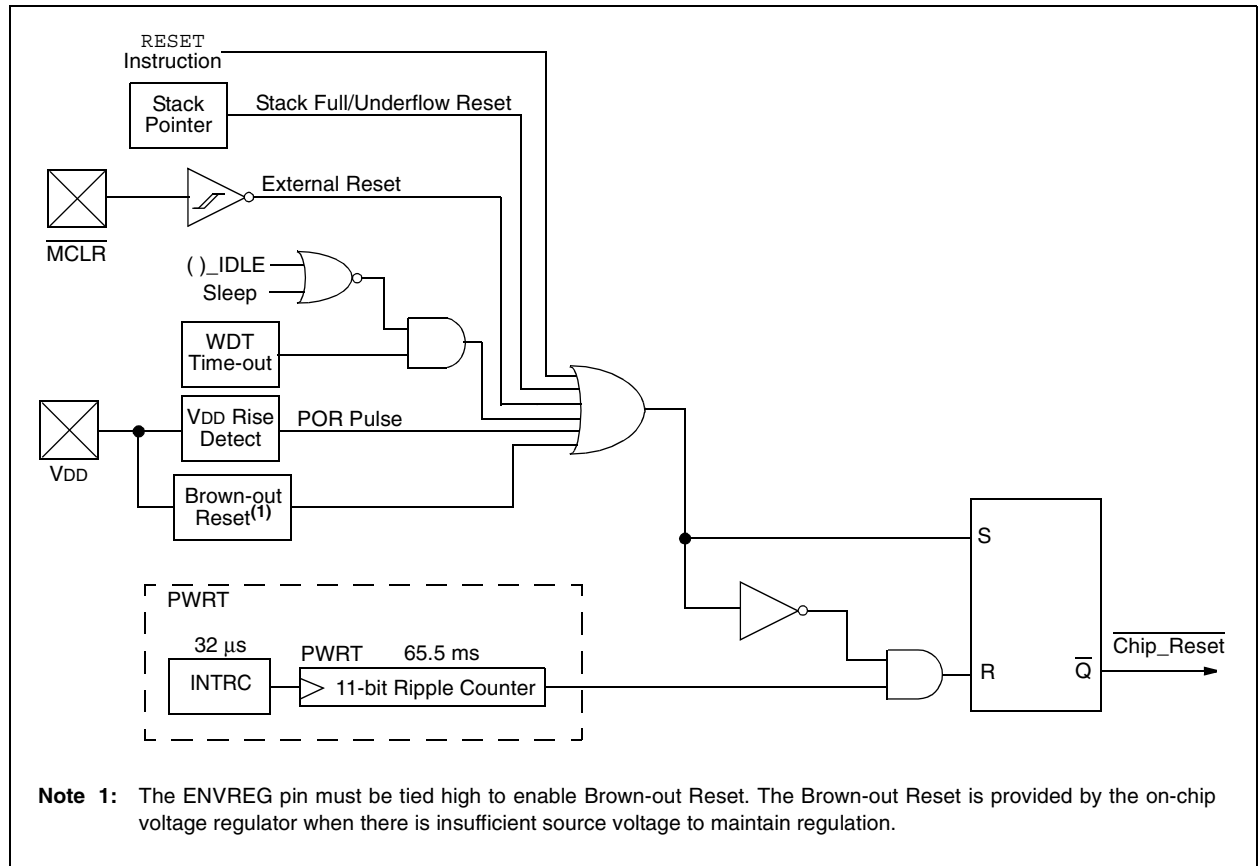 RESET
Instruction
Stack
Pointer
Stack Full/Underflow Reset
External Reset
MCLR
( )_IDLE
Sleep
WDT
Time-out
VDD Rise
Detect
POR Pulse
VDD
Brown-out
Reset(1)
S
PWRT
32 µs
PWRT 65.5 ms
INTRC
11-bit Ripple Counter
R
Q
Chip_Reset
Note 1: The ENVREG pin must be tied high to enable Brown-out Reset. The Brown-out Reset is provided by the on-chip
voltage regulator when there is insufficient source voltage to maintain regulation.